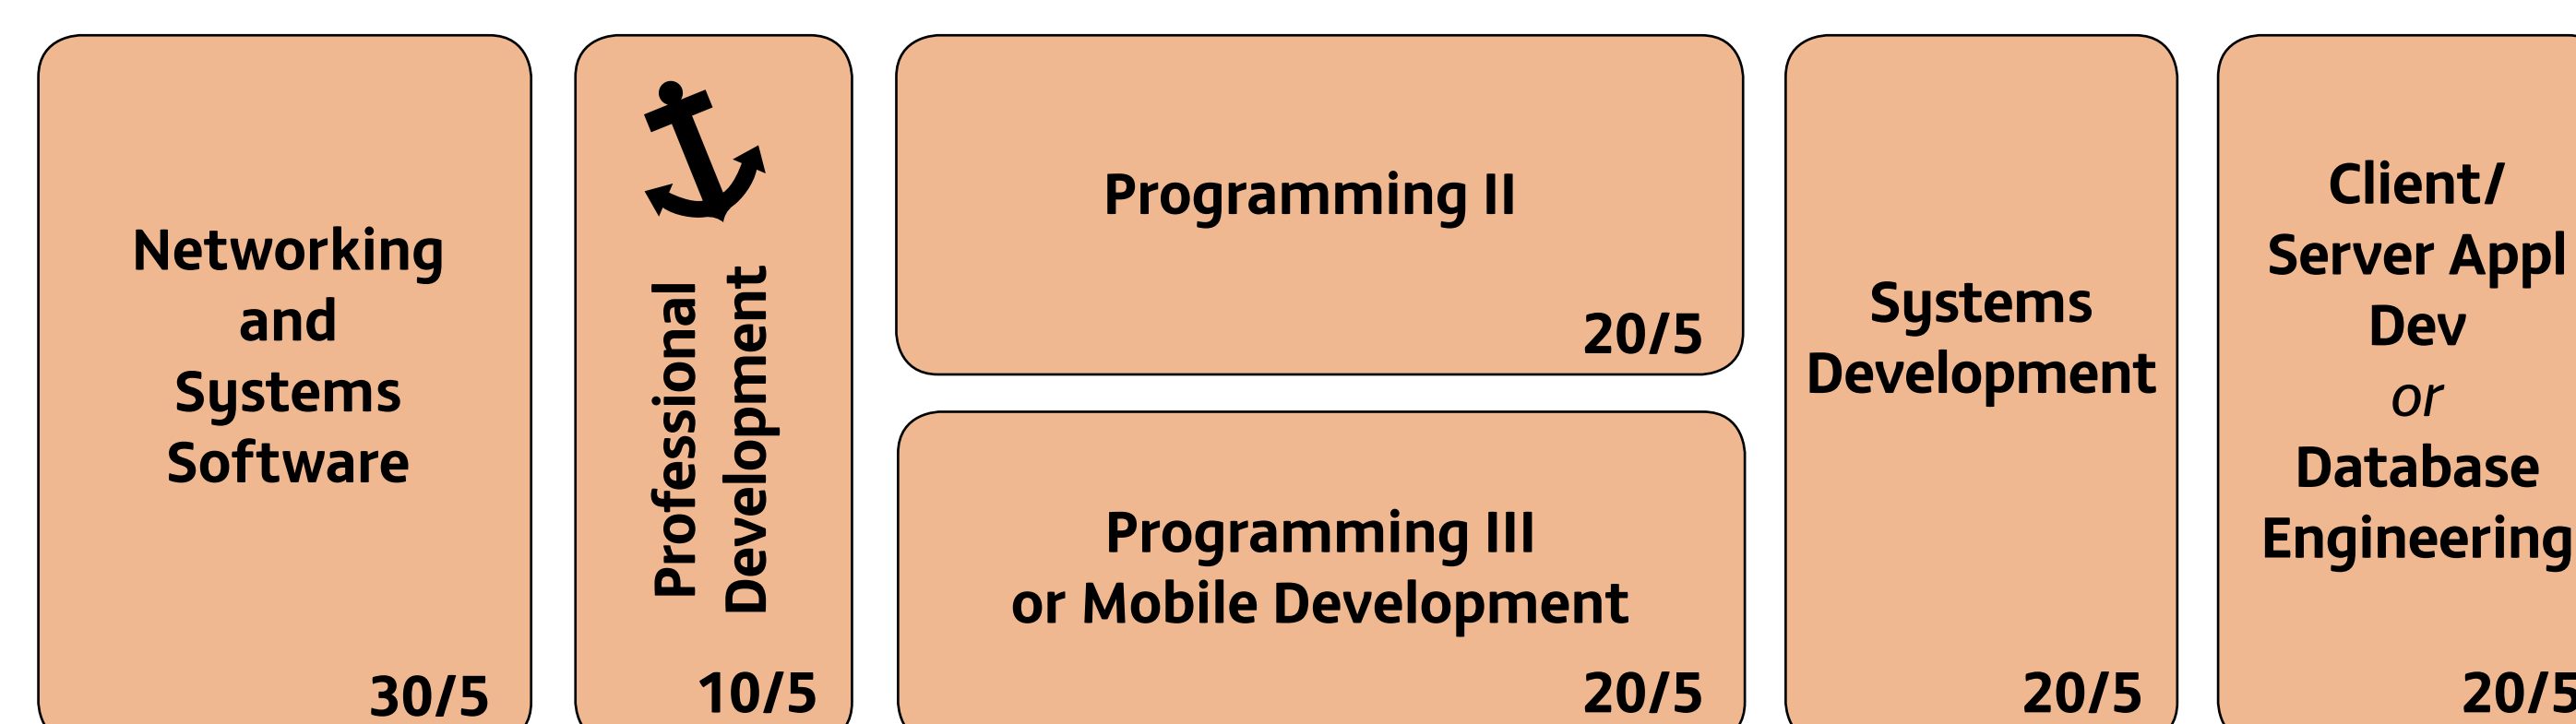 Networking
and
Systems
Software
30/5
Professional
Development
10/5
Programming II
20/5
Programming III
or Mobile Development
20/5
Systems
Development
20/5
Client/
Server Appl
Dev
or
Database
Engineering
20/5